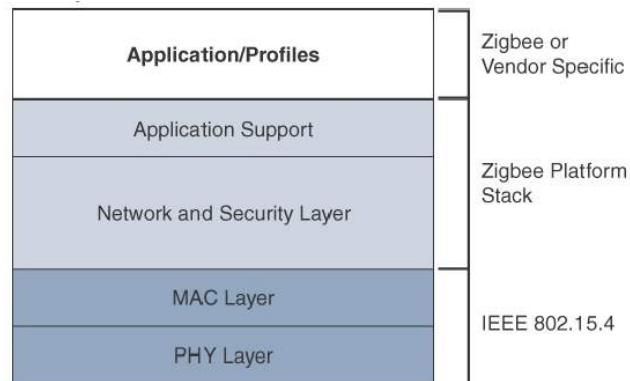 Application/Profiles
Zigbee or
Vendor Specific
Application Support
Network and Security Layer
Zigbee Platform
Stack
MAC Layer
PHY Layer
IEEE 802.15.4